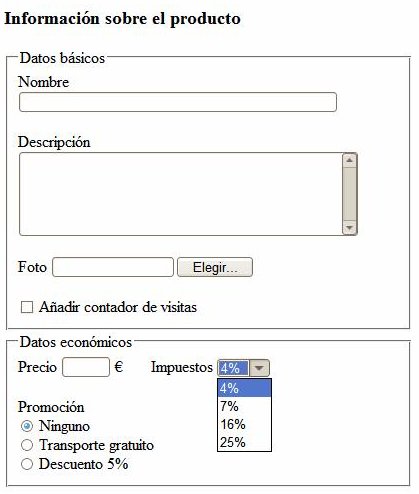 Información sobre el producto
Datos básicos
Nombre
Descripción
Foto Elegir...
Añadir contador de visitas
Datos económicos
Precio € Impuestos 4%
4%
7%
16%
25%
Promoción
Ninguno
Transporte gratuito
Descuento 5%